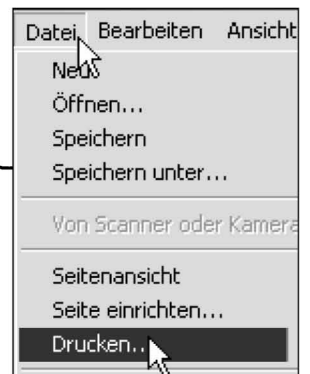 Datei Bearbeiten Ansicht
Neu
Öffnen...
Speichern
Speichern unter...
Von Scanner oder Kamera
Seitenansicht
Seite einrichten...
Drucken...